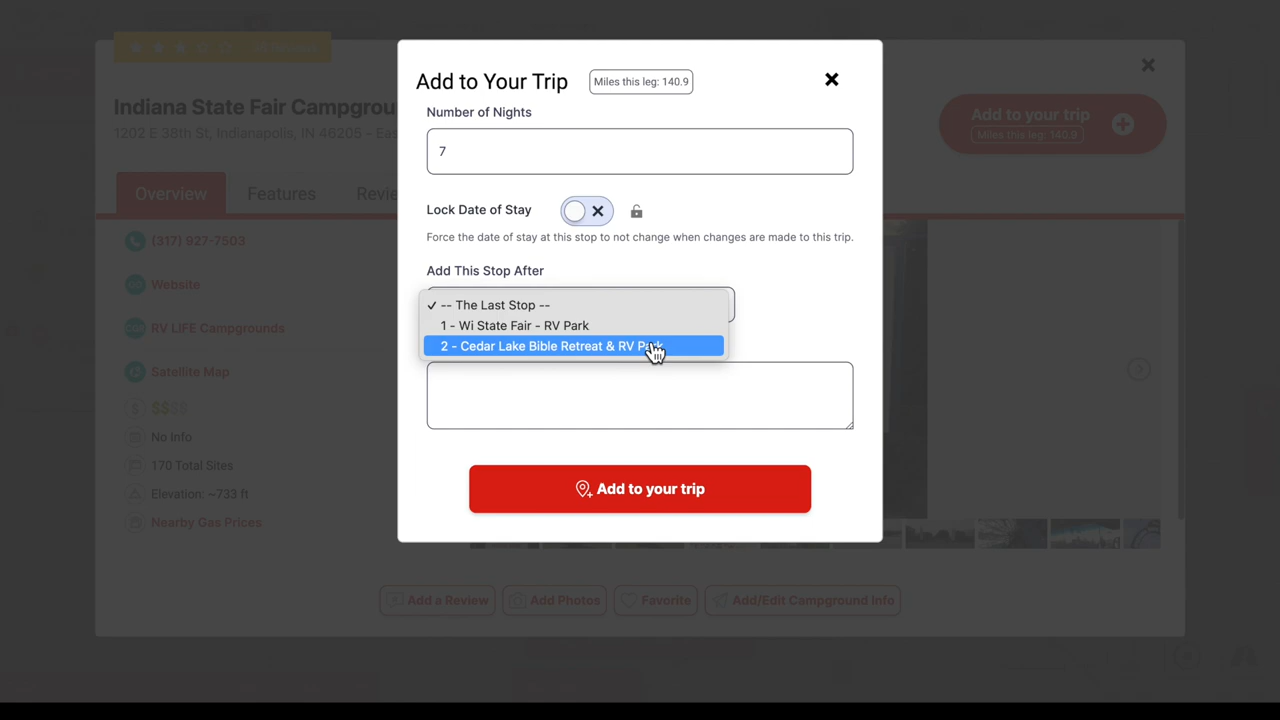 Add to Your Trip
Miles this leg: 140.9
Number of Nights
7
Lock Date of Stay
Force the date of stay at this stop to not change when changes are made to this trip.
Add This Stop After
✓ -- The Last Stop --
1 - Wi State Fair - RV Park
2 - Cedar Lake Bible Retreat & RV
Add to your trip
Indiana State Fair Campgrou
1202 E 38th St, Indianapolis, IN 46205 - Eas
Add to your trip
Miles this leg: 140.9
Overview
Features
Revie
(317) 927-7503
Website
RV LIFE Campgrounds
Satellite Map
$$$$
No Info
170 Total Sites
Elevation: ~733 ft
Nearby Gas Prices
Add a Review
Add Photos
Favorite
Add/Edit Campground Info